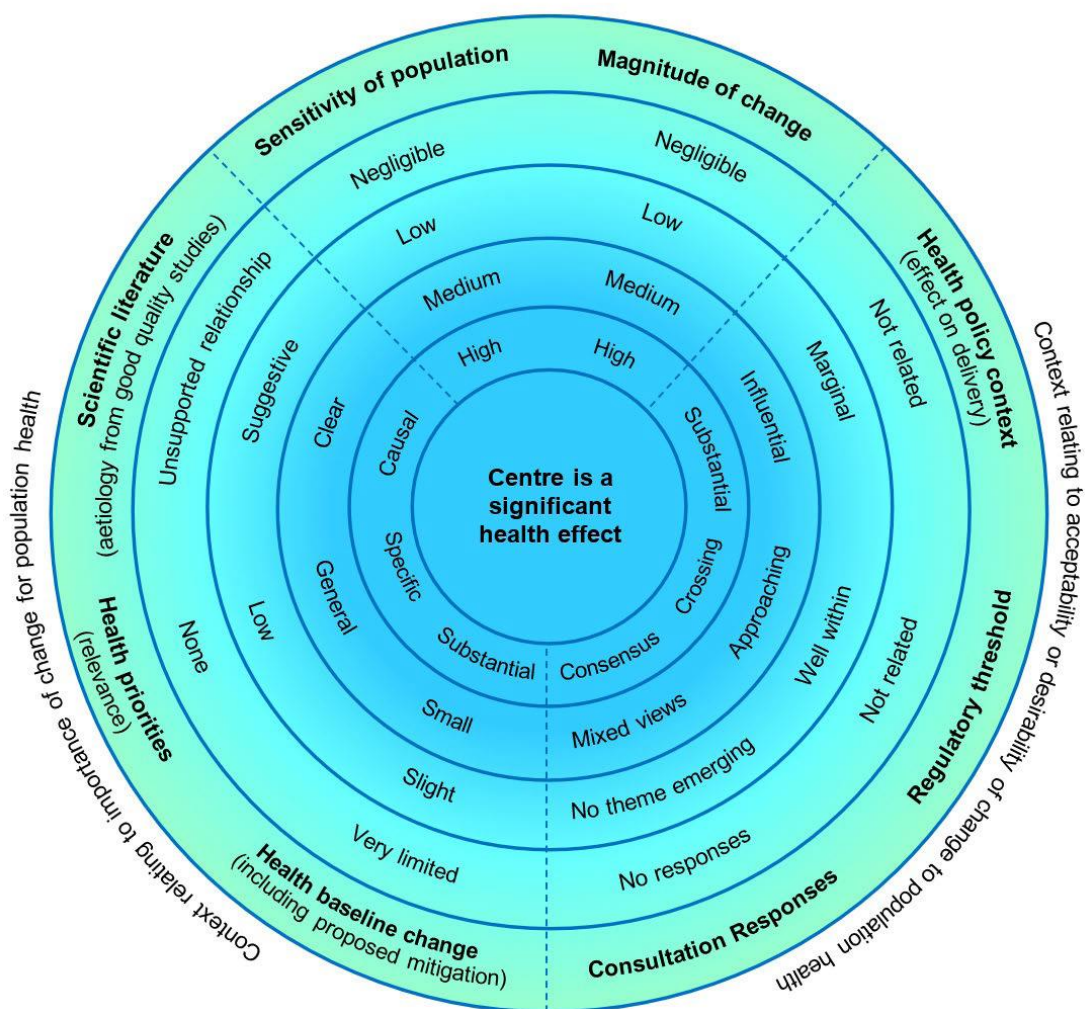 Sensitivity of population
Magnitude of change
Negligible
Negligible
Low
Low
Medium
Medium
High
High
Scientific literature
(aetiology from good quality studies)
Unsupported relationship
Suggestive
Clear
Causal
Health policy context
(effect on delivery)
Not related
Marginal
Influential
Substantial
Centre is a
significant
health effect
Health priorities
(relevance)
None
Low
General
Specific
Regulatory threshold
Not related
Well within
Approaching
Crossing
Health baseline change
(including proposed mitigation)
Very limited
Slight
Small
Substantial
Consultation Responses
No responses
No theme emerging
Mixed views
Consensus
Context relating to importance of change for population health
Context relating to acceptability or desirability of change to population health